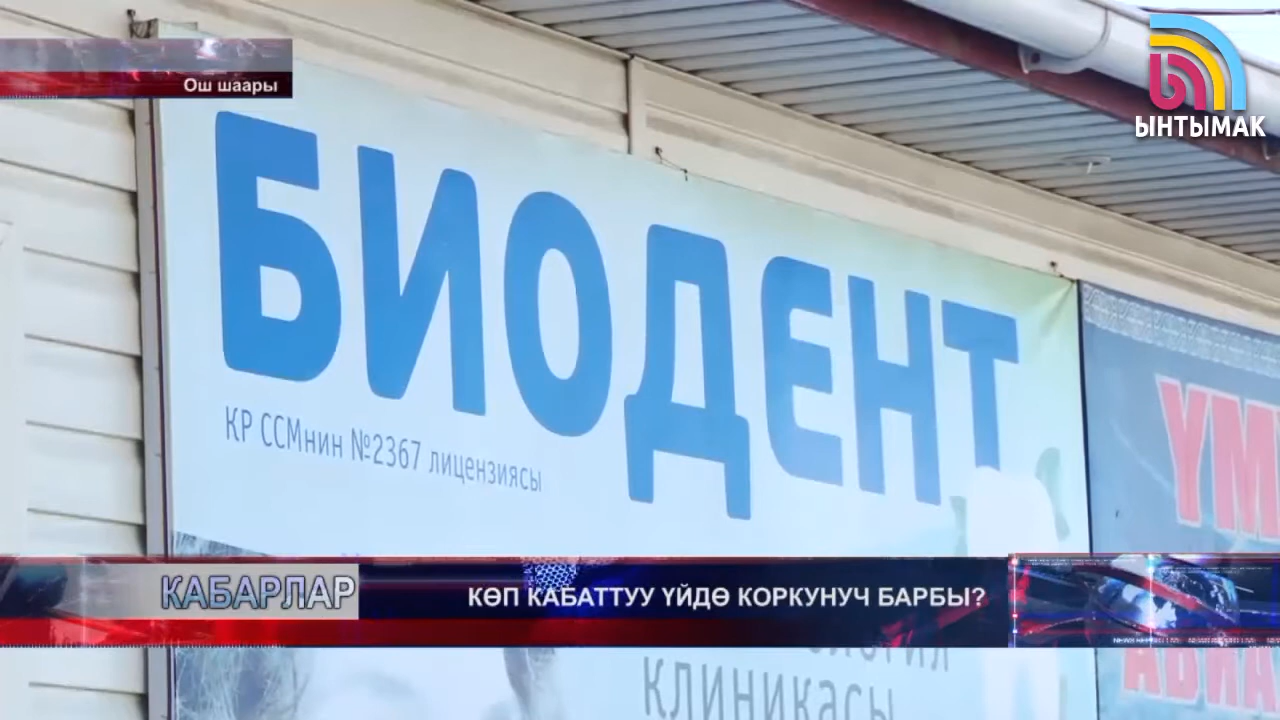 Ош шаары
ЫНТЫМАК
БИОДЕНТ
КР ССМнин №2367 лицензиясы
КАБАРЛАР
КӨП КАБАТТУУ ҮЙДӨ КОРКУНУЧ БАРБЫ?
КЛИНИКАСЫ